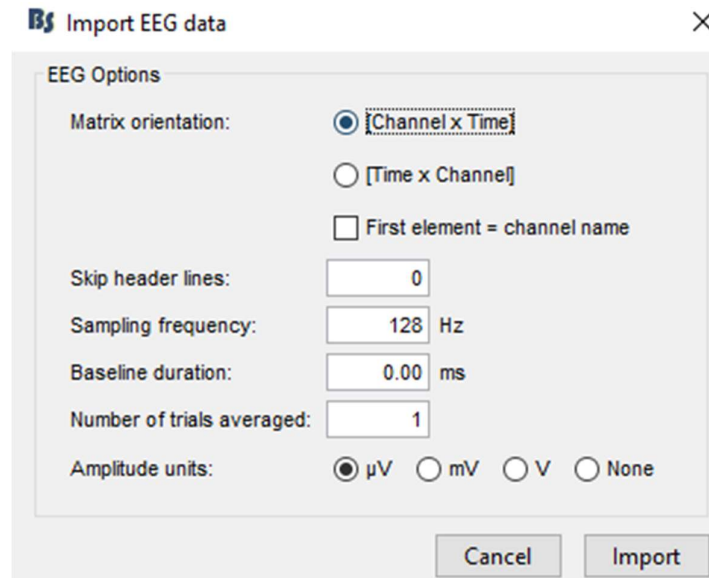 BS Import EEG data
EEG Options
Matrix orientation: [Channel x Time]
[Time x Channel]
First element = channel name
Skip header lines: 0
Sampling frequency: 128 Hz
Baseline duration: 0.00 ms
Number of trials averaged: 1
Amplitude units: µV mV V None
Cancel Import